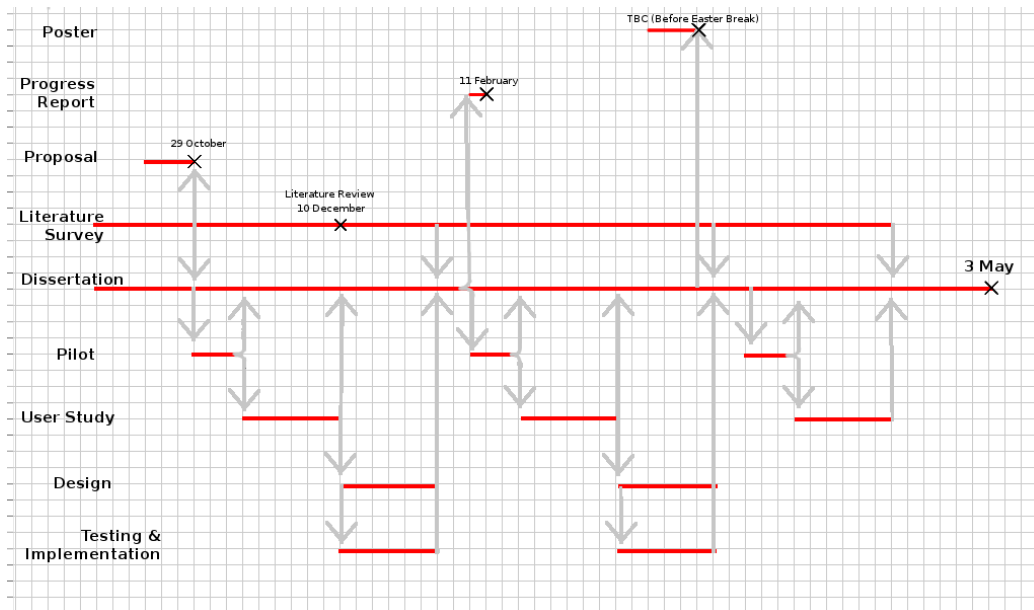 TBC (Before Easter Break)
Poster
11 February
Progress
Report
29 October
Proposal
Literature Review
10 December
Literature
Survey
3 May
Dissertation
Pilot
User Study
Design
Testing &
Implementation